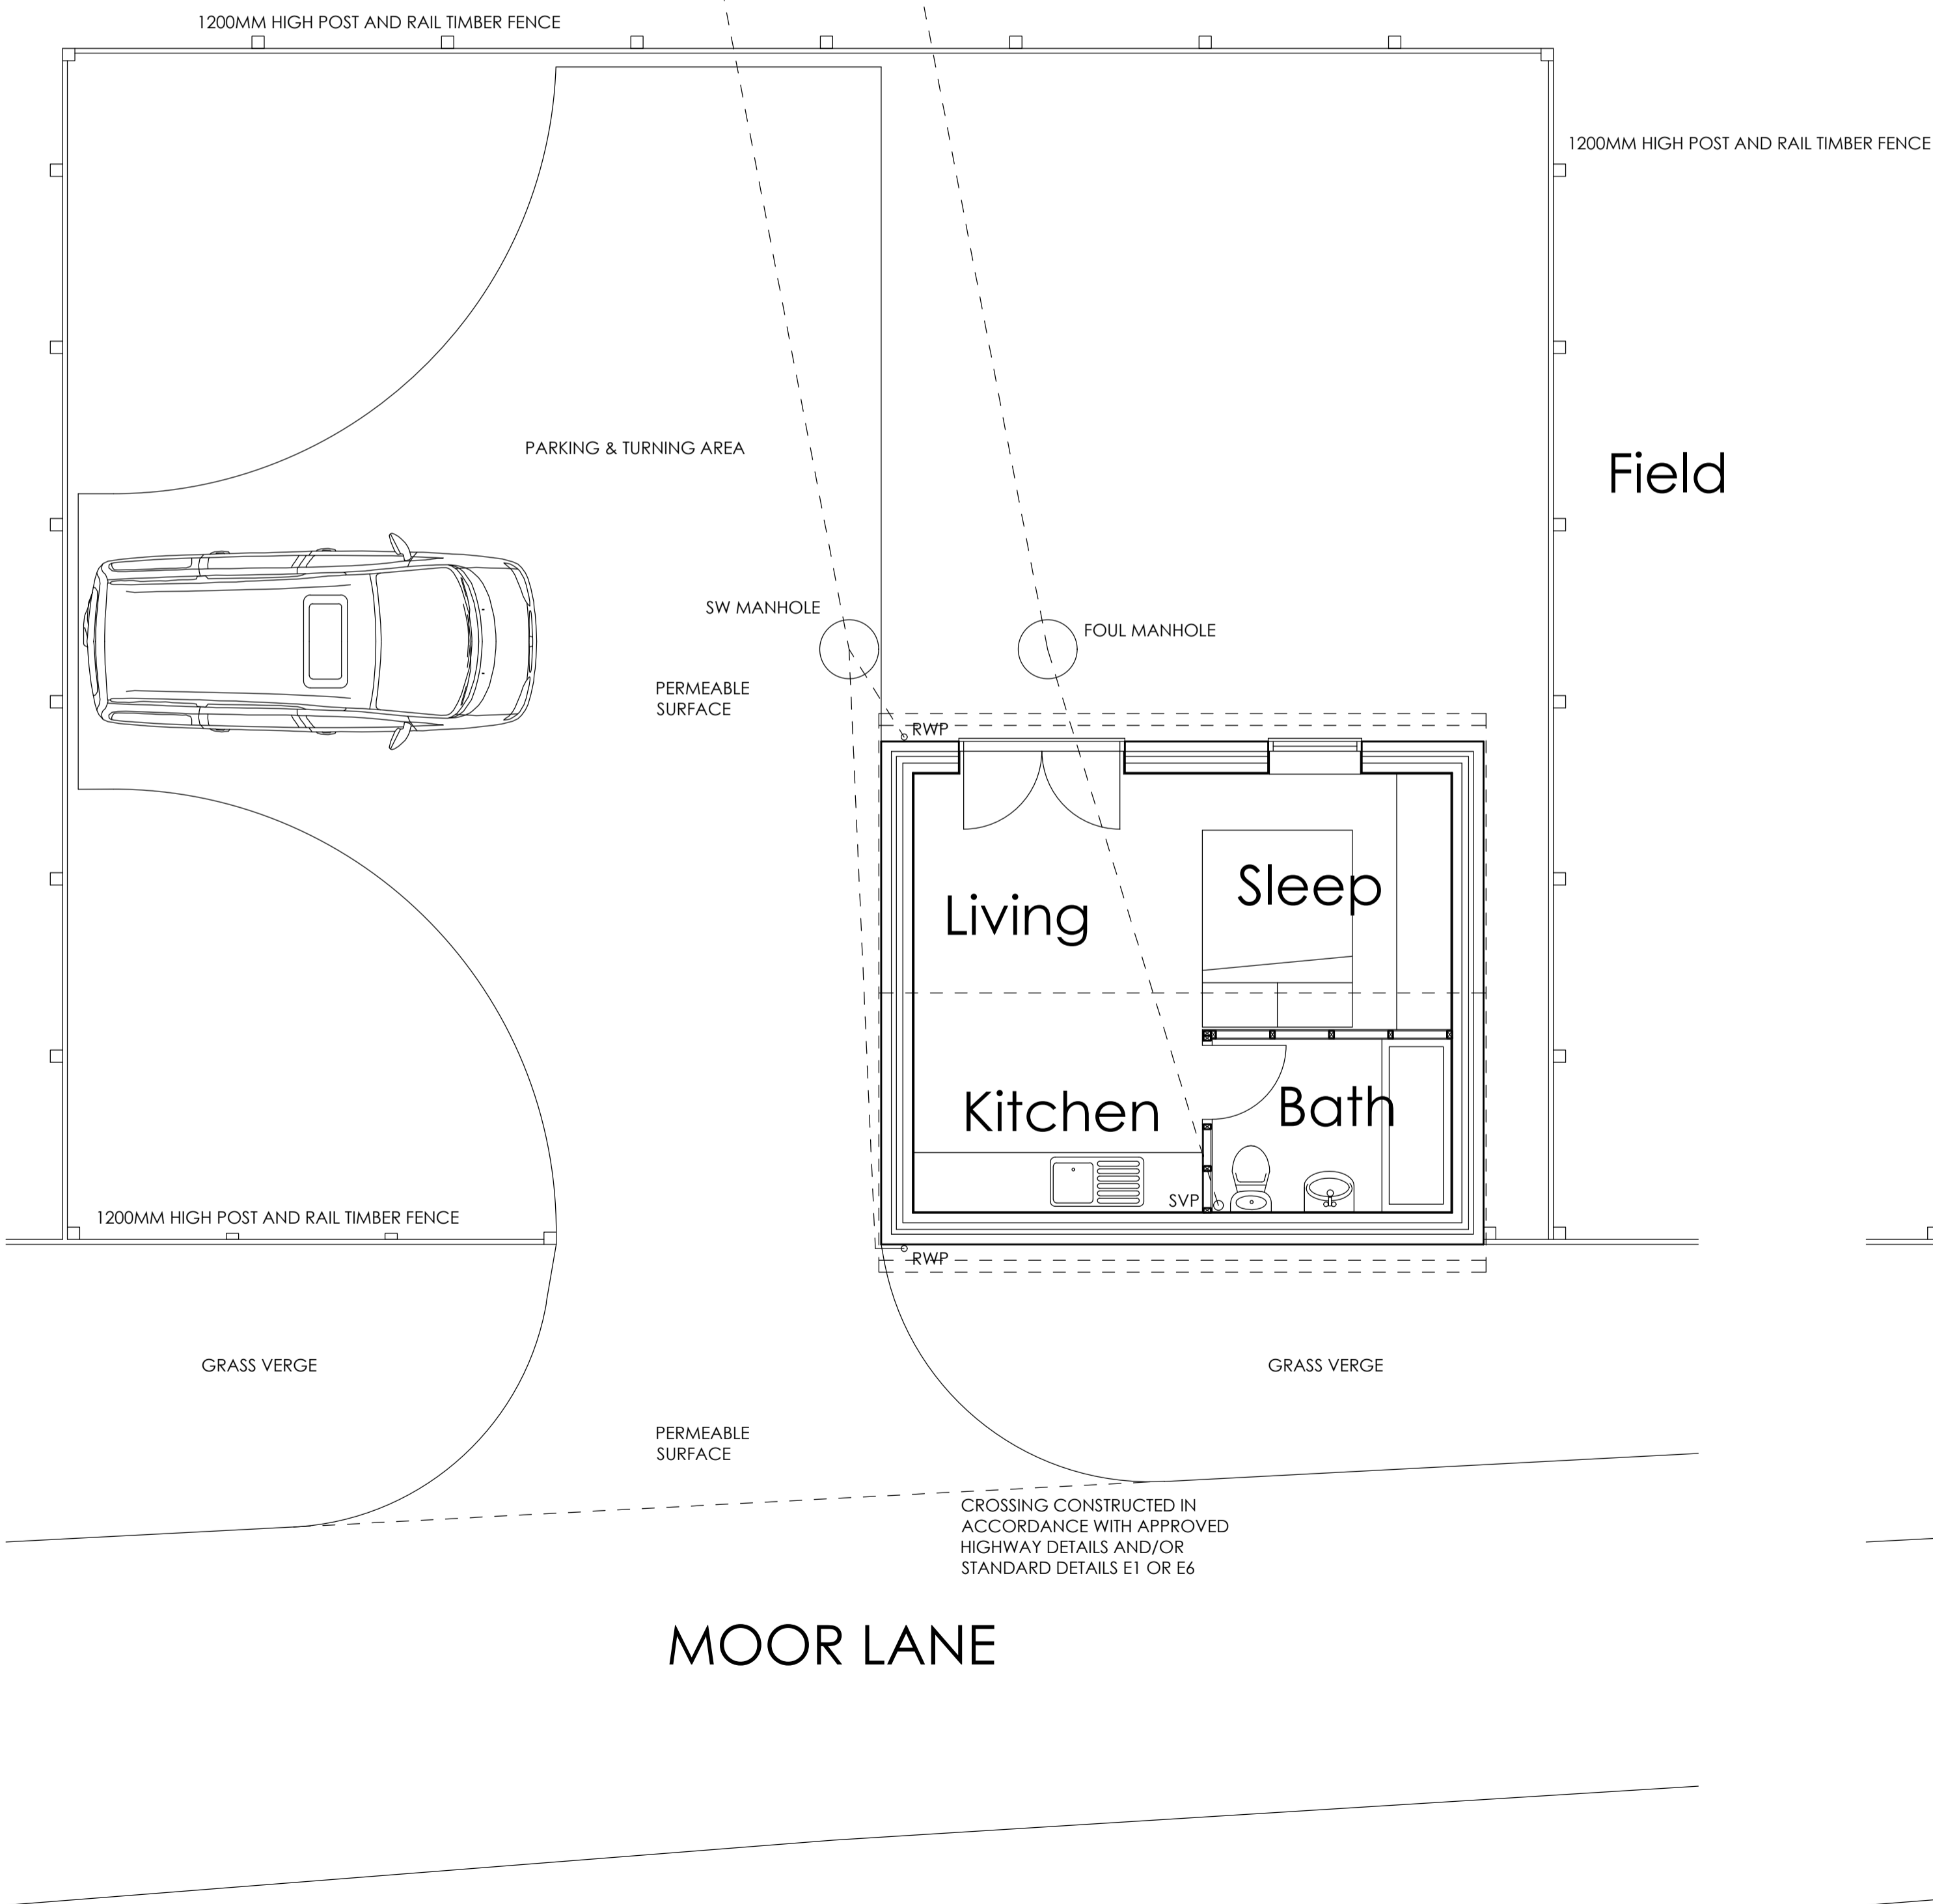 1200MM HIGH POST AND RAIL TIMBER FENCE
1200MM HIGH POST AND RAIL TIMBER FENCE
PARKING & TURNING AREA
Field
SW MANHOLE
FOUL MANHOLE
PERMEABLE
SURFACE
RWP
Sleep
Living
Kitchen
Bath
SVP
1200MM HIGH POST AND RAIL TIMBER FENCE
RWP
GRASS VERGE
GRASS VERGE
PERMEABLE
SURFACE
CROSSING CONSTRUCTED IN
ACCORDANCE WITH APPROVED
HIGHWAY DETAILS AND/OR
STANDARD DETAILS E1 OR E6
MOOR LANE